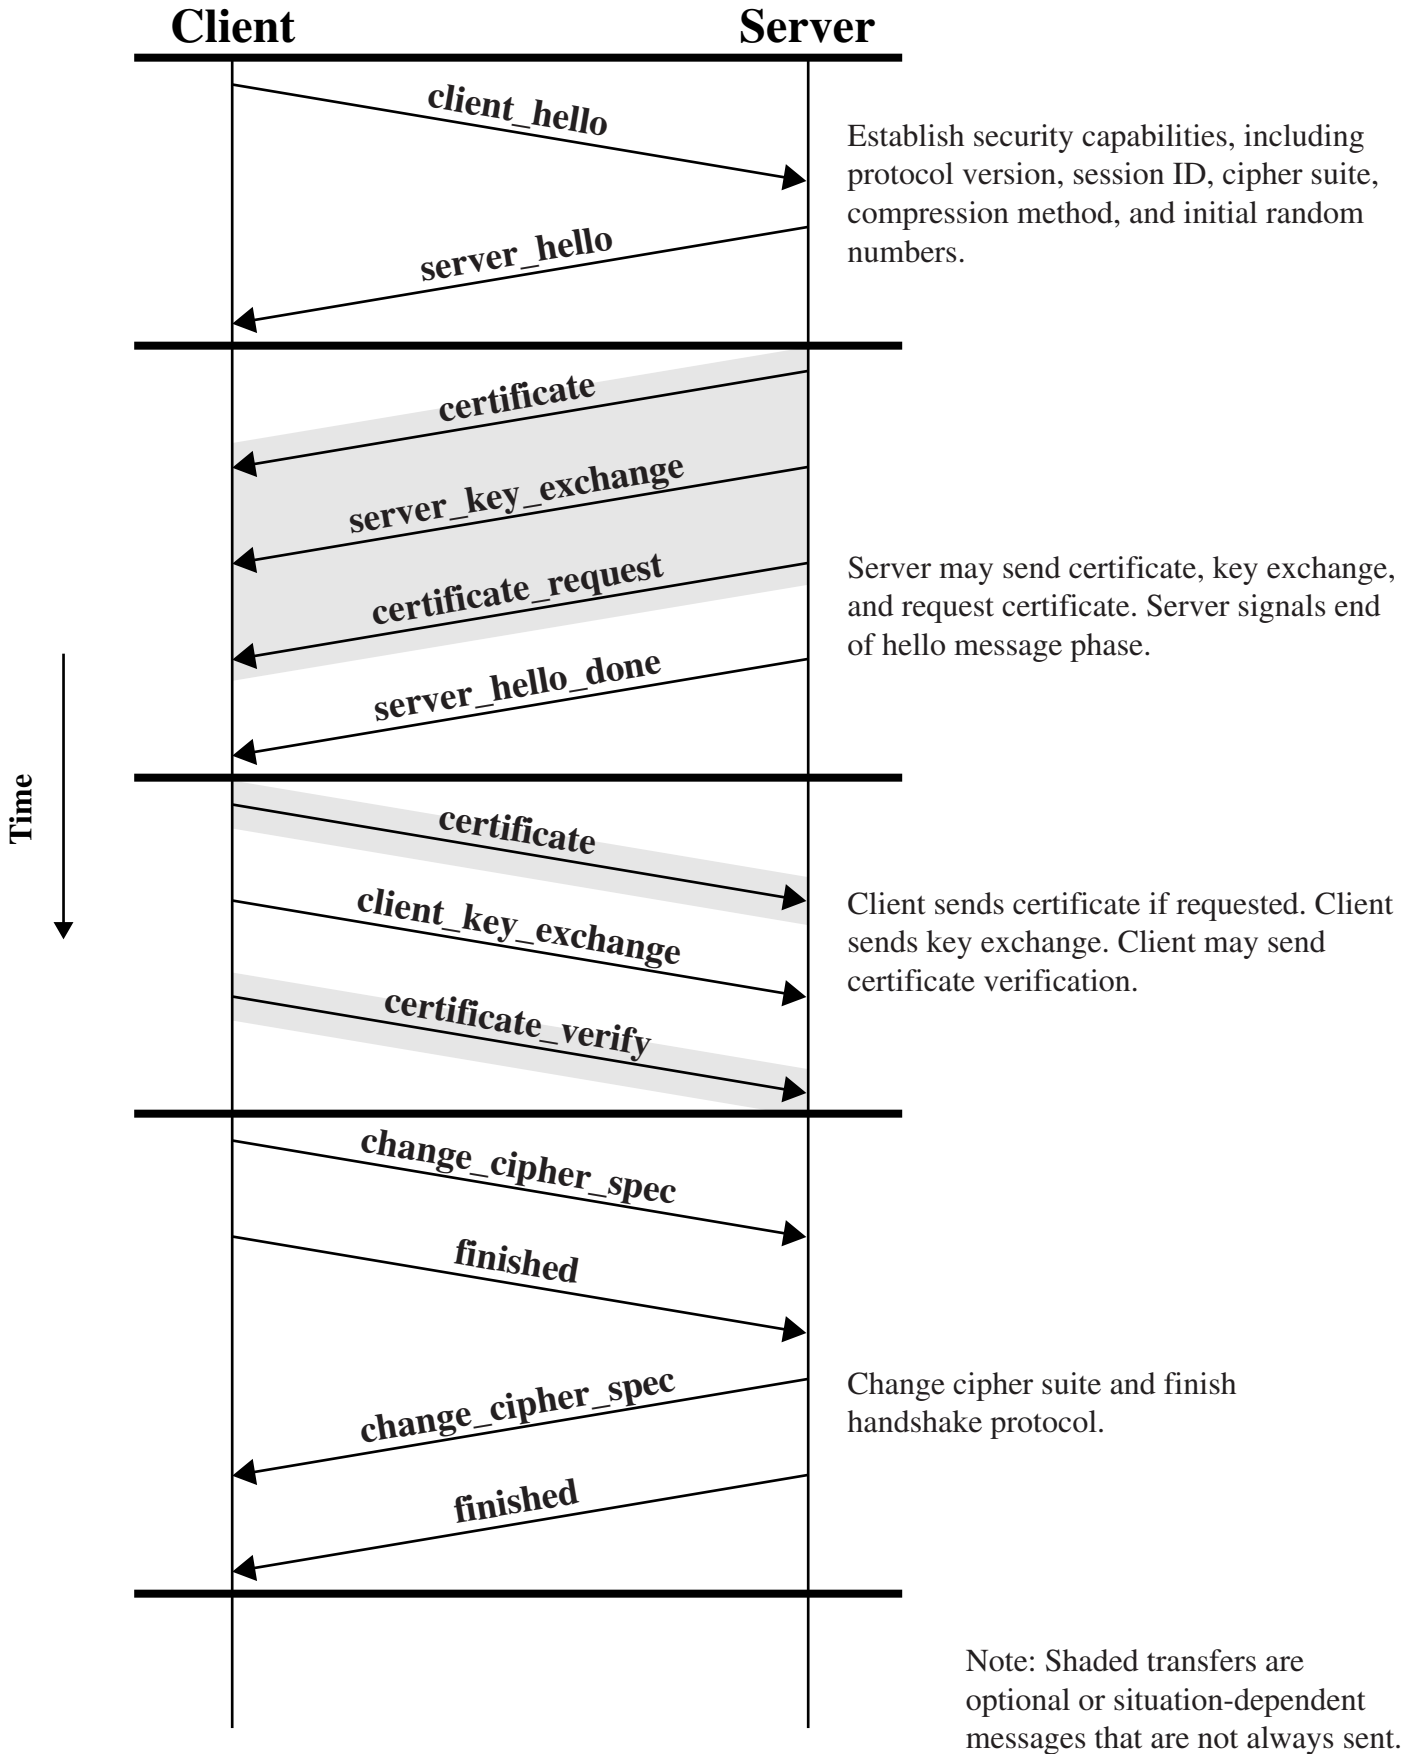 Client
Server
client_hello
Establish security capabilities, including
protocol version, session ID, cipher suite,
compression method, and initial random
numbers.
server_hello
certificate
server_key_exchange
certificate_request
Server may send certificate, key exchange,
and request certificate. Server signals end
of hello message phase.
server_hello_done
Time
certificate
client_key_exchange
Client sends certificate if requested. Client
sends key exchange. Client may send
certificate verification.
certificate_verify
change_cipher_spec
finished
change_cipher_spec
Change cipher suite and finish
handshake protocol.
finished
Note: Shaded transfers are
optional or situation-dependent
messages that are not always sent.